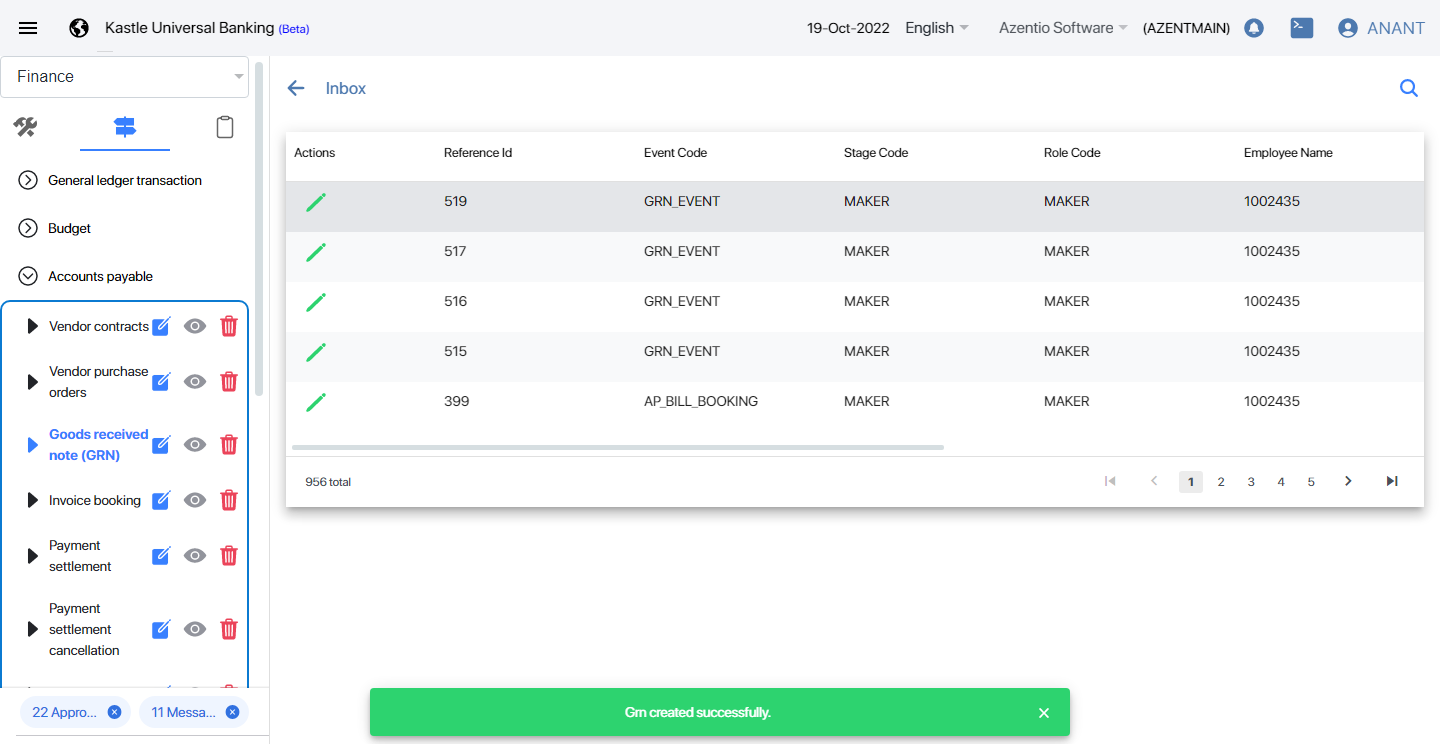 Kastle Universal Banking (Beta)
19-Oct-2022 English Azentio Software (AZENTMAIN) ANANT
Finance
General ledger transaction
Budget
Accounts payable
Vendor contracts
Vendor purchase
orders
Goods received
note (GRN)
Invoice booking
Payment
settlement
Payment
settlement
cancellation
22 Appro...
11 Messa...
Inbox
Actions Reference Id Event Code Stage Code Role Code Employee Name
519 GRN_EVENT MAKER MAKER 1002435
517 GRN_EVENT MAKER MAKER 1002435
516 GRN_EVENT MAKER MAKER 1002435
515 GRN_EVENT MAKER MAKER 1002435
399 AP_BILL_BOOKING MAKER MAKER 1002435
956 total
1 2 3 4 5
Grn created successfully.